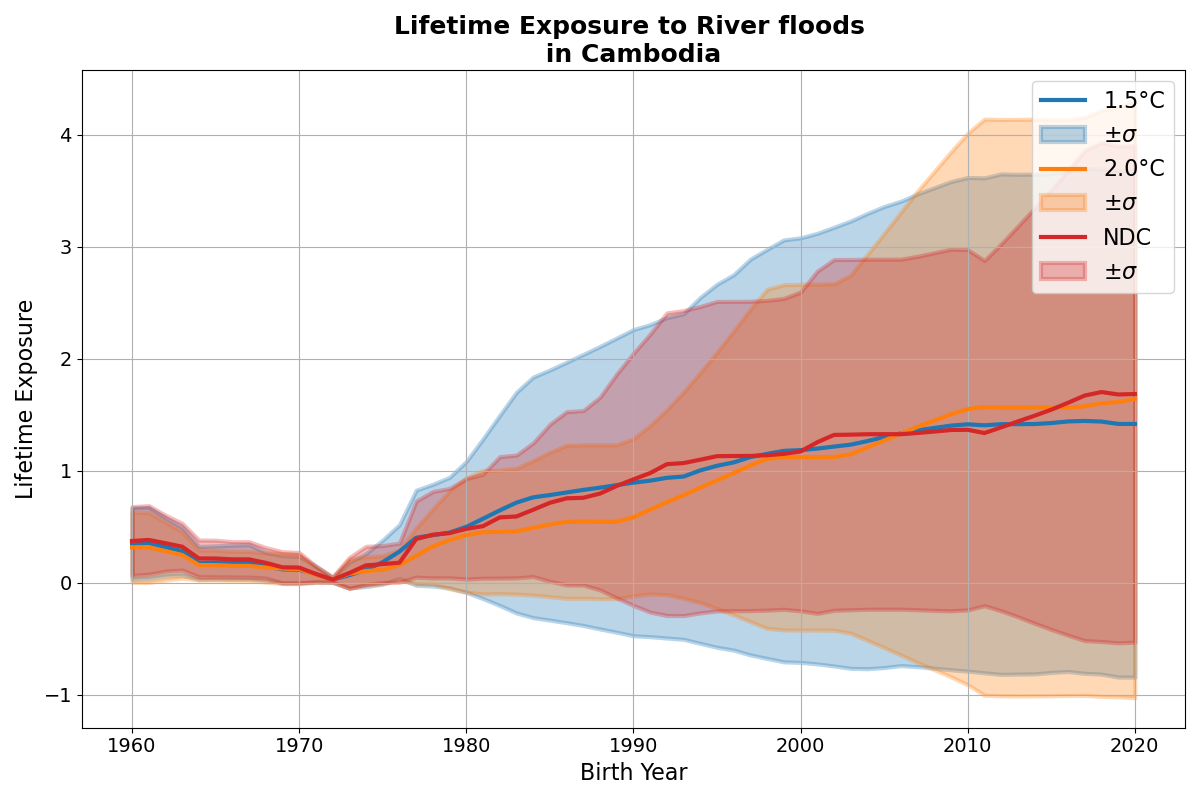 Lifetime Exposure to River floods
in Cambodia
1.5°C
±σ
2.0°C
±σ
NDC
±σ
Lifetime Exposure
4
3
2
1
0
−1
1960
1970
1980
1990
2000
2010
2020
Birth Year